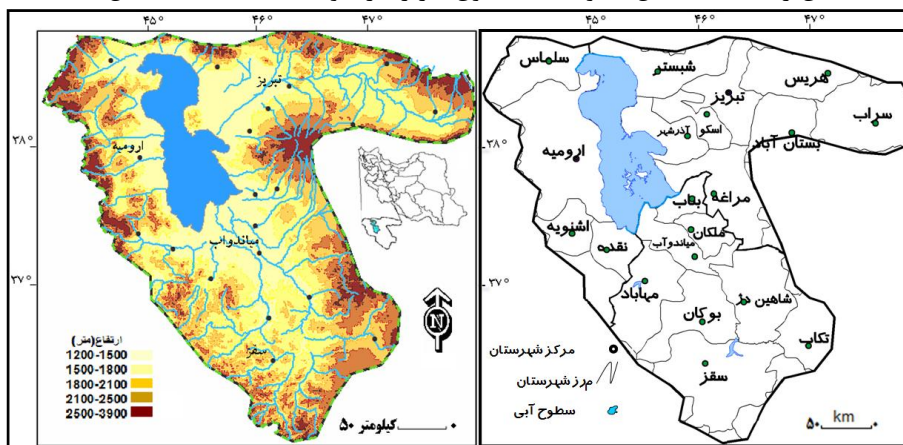 ۴۵° ۴۶° ۴۷°
تبریز
۳۸°
ارومیه
میاندوآب
۳۷°
سقز
ارتفاع (متر)
1200-1500
1500-1800
1800-2100
2100-2500
2500-3900
N
۰ ۵۰ کیلومتر
۴۵° ۴۶° ۴۷°
سلماس
شبستر
هریس
تبریز
سراب
اسکو
آذرشهر
بستان آباد
۳۸°
ارومیه
مراغه
بناب
ملکان
اشنویه
نقده
میاندوآب
۳۷°
مهاباد
شاهین دژ
بوکان
تکاب
سقز
مرکز شهرستان
مرز شهرستان
سطوح آبی
۵۰ km ۰